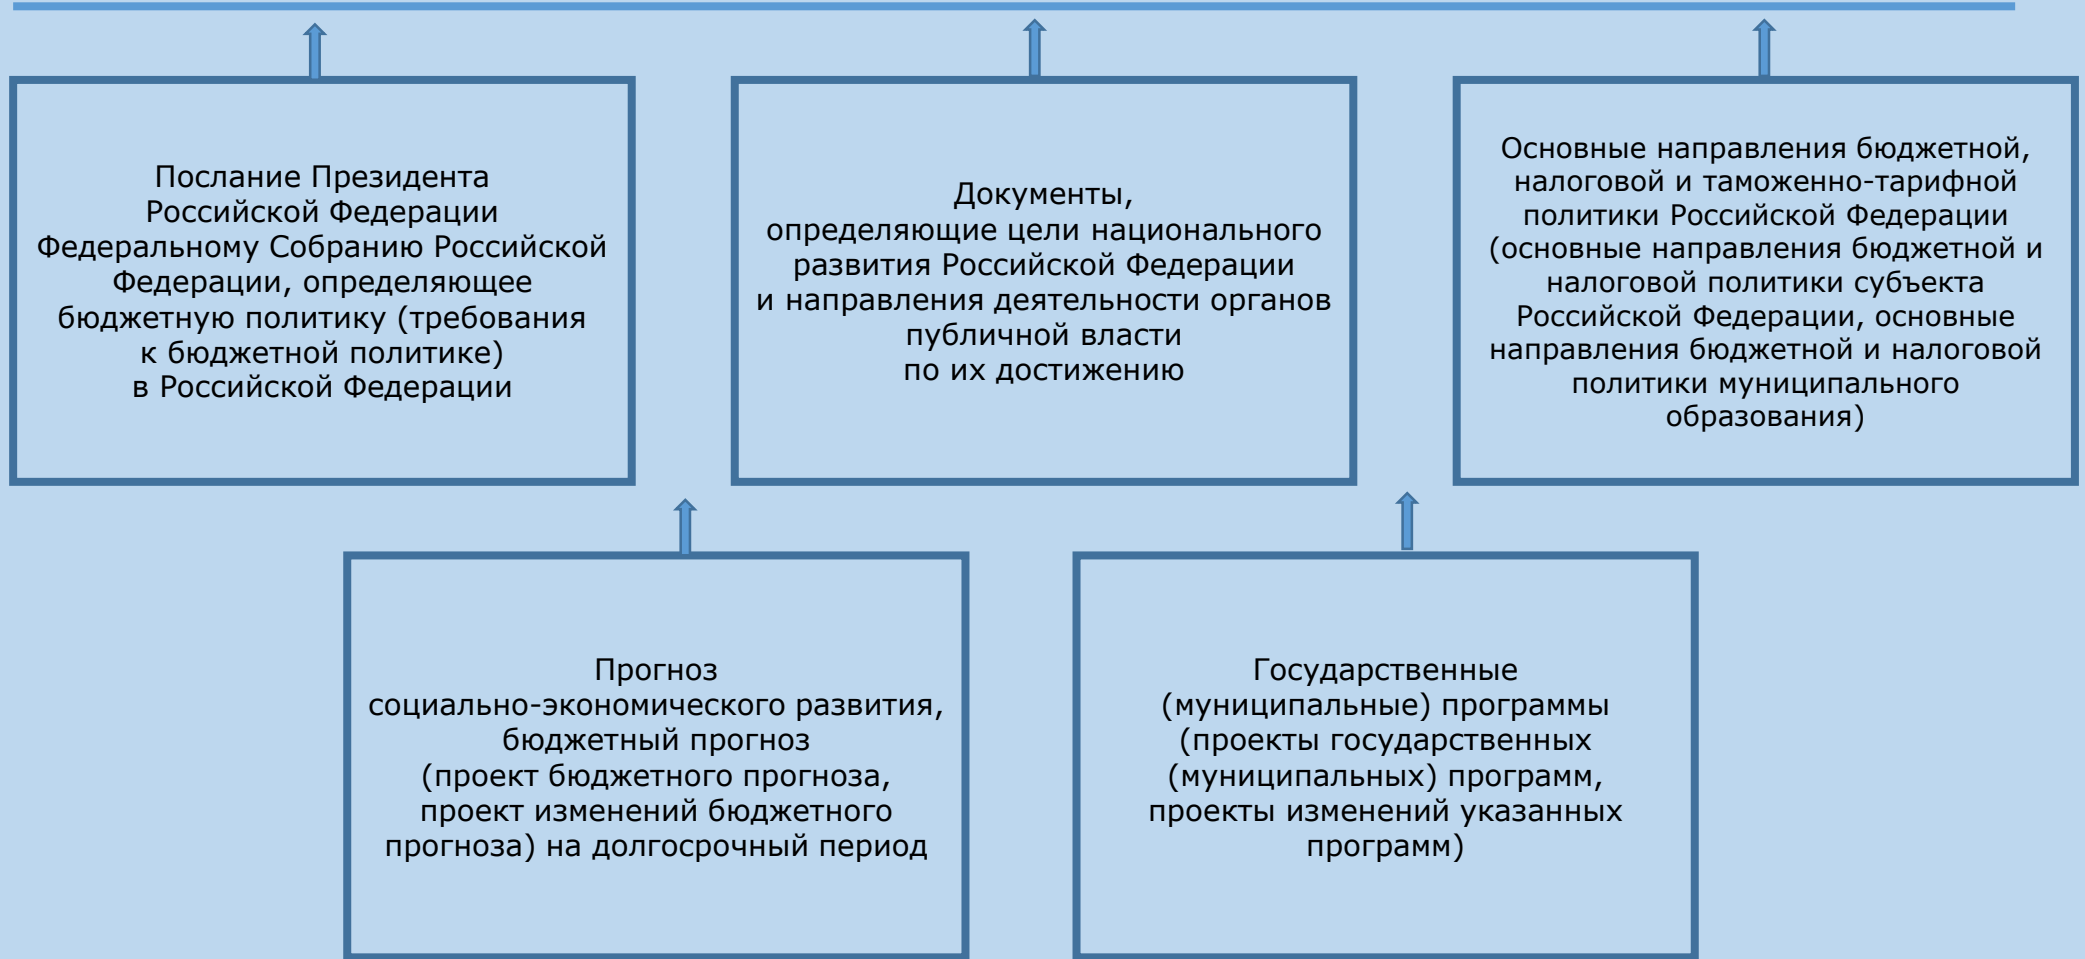 Послание Президента
Российской Федерации
Федеральному Собранию Российской
Федерации, определяющее
бюджетную политику (требования
к бюджетной политике)
в Российской Федерации
Документы,
определяющие цели национального
развития Российской Федерации
и направления деятельности органов
публичной власти
по их достижению
Основные направления бюджетной,
налоговой и таможенно-тарифной
политики Российской Федерации
(основные направления бюджетной и
налоговой политики субъекта
Российской Федерации, основные
направления бюджетной и налоговой
политики муниципального
образования)
Прогноз
социально-экономического развития,
бюджетный прогноз
(проект бюджетного прогноза,
проект изменений бюджетного
прогноза) на долгосрочный период
Государственные
(муниципальные) программы
(проекты государственных
(муниципальных) программ,
проекты изменений указанных
программ)